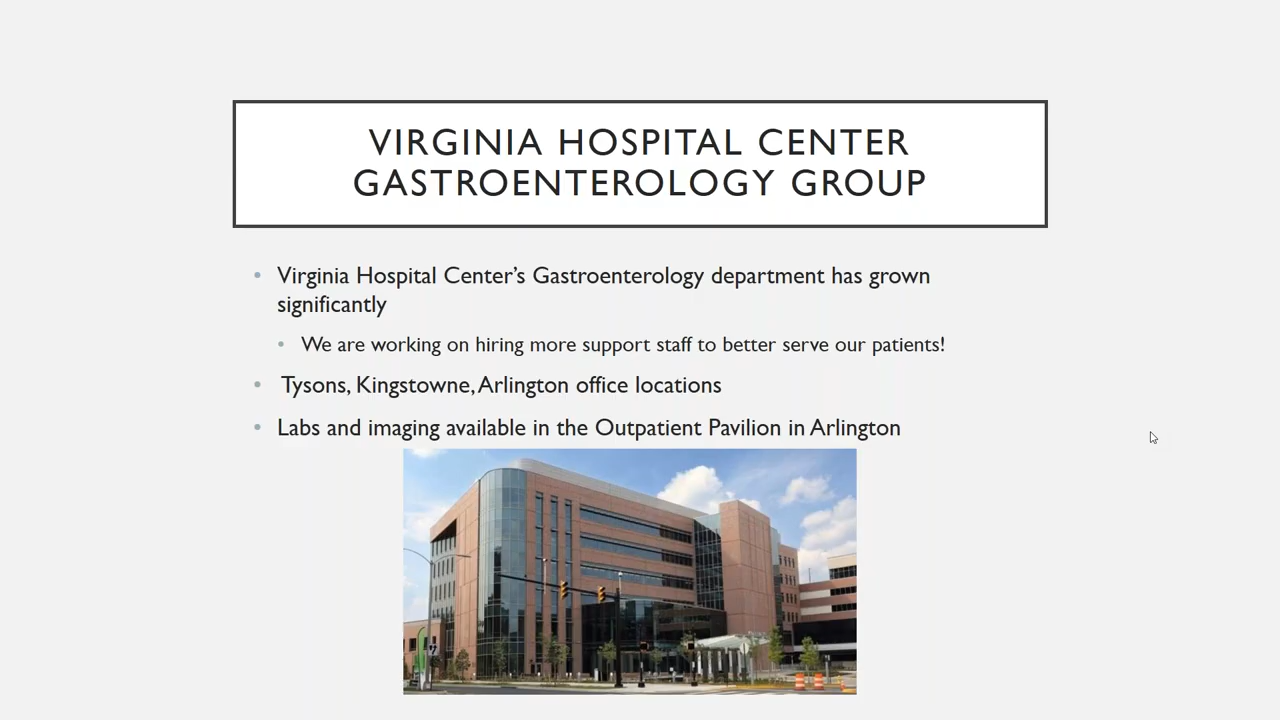 VIRGINIA HOSPITAL CENTER
GASTROENTEROLOGY GROUP
• Virginia Hospital Center’s Gastroenterology department has grown
significantly
• We are working on hiring more support staff to better serve our patients!
• Tysons, Kingstowne, Arlington office locations
• Labs and imaging available in the Outpatient Pavilion in Arlington